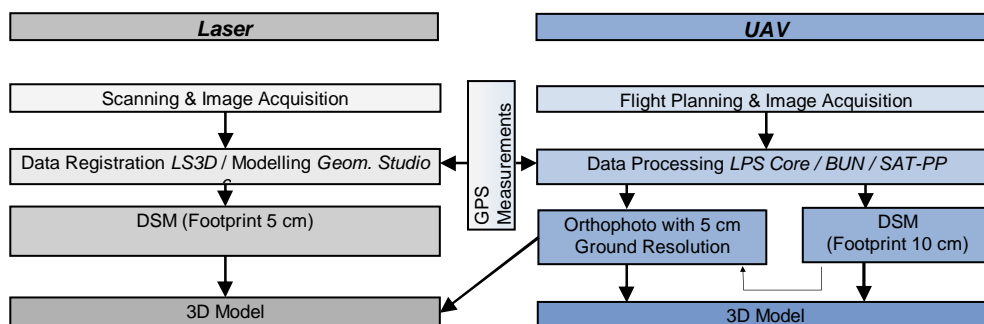 Laser
UAV
Scanning & Image Acquisition
Flight Planning & Image Acquisition
GPS
Measurements
Data Registration LS3D / Modelling Geom. Studio
Data Processing LPS Core / BUN / SAT-PP
DSM (Footprint 5 cm)
Orthophoto with 5 cm
Ground Resolution
DSM
(Footprint 10 cm)
3D Model
3D Model